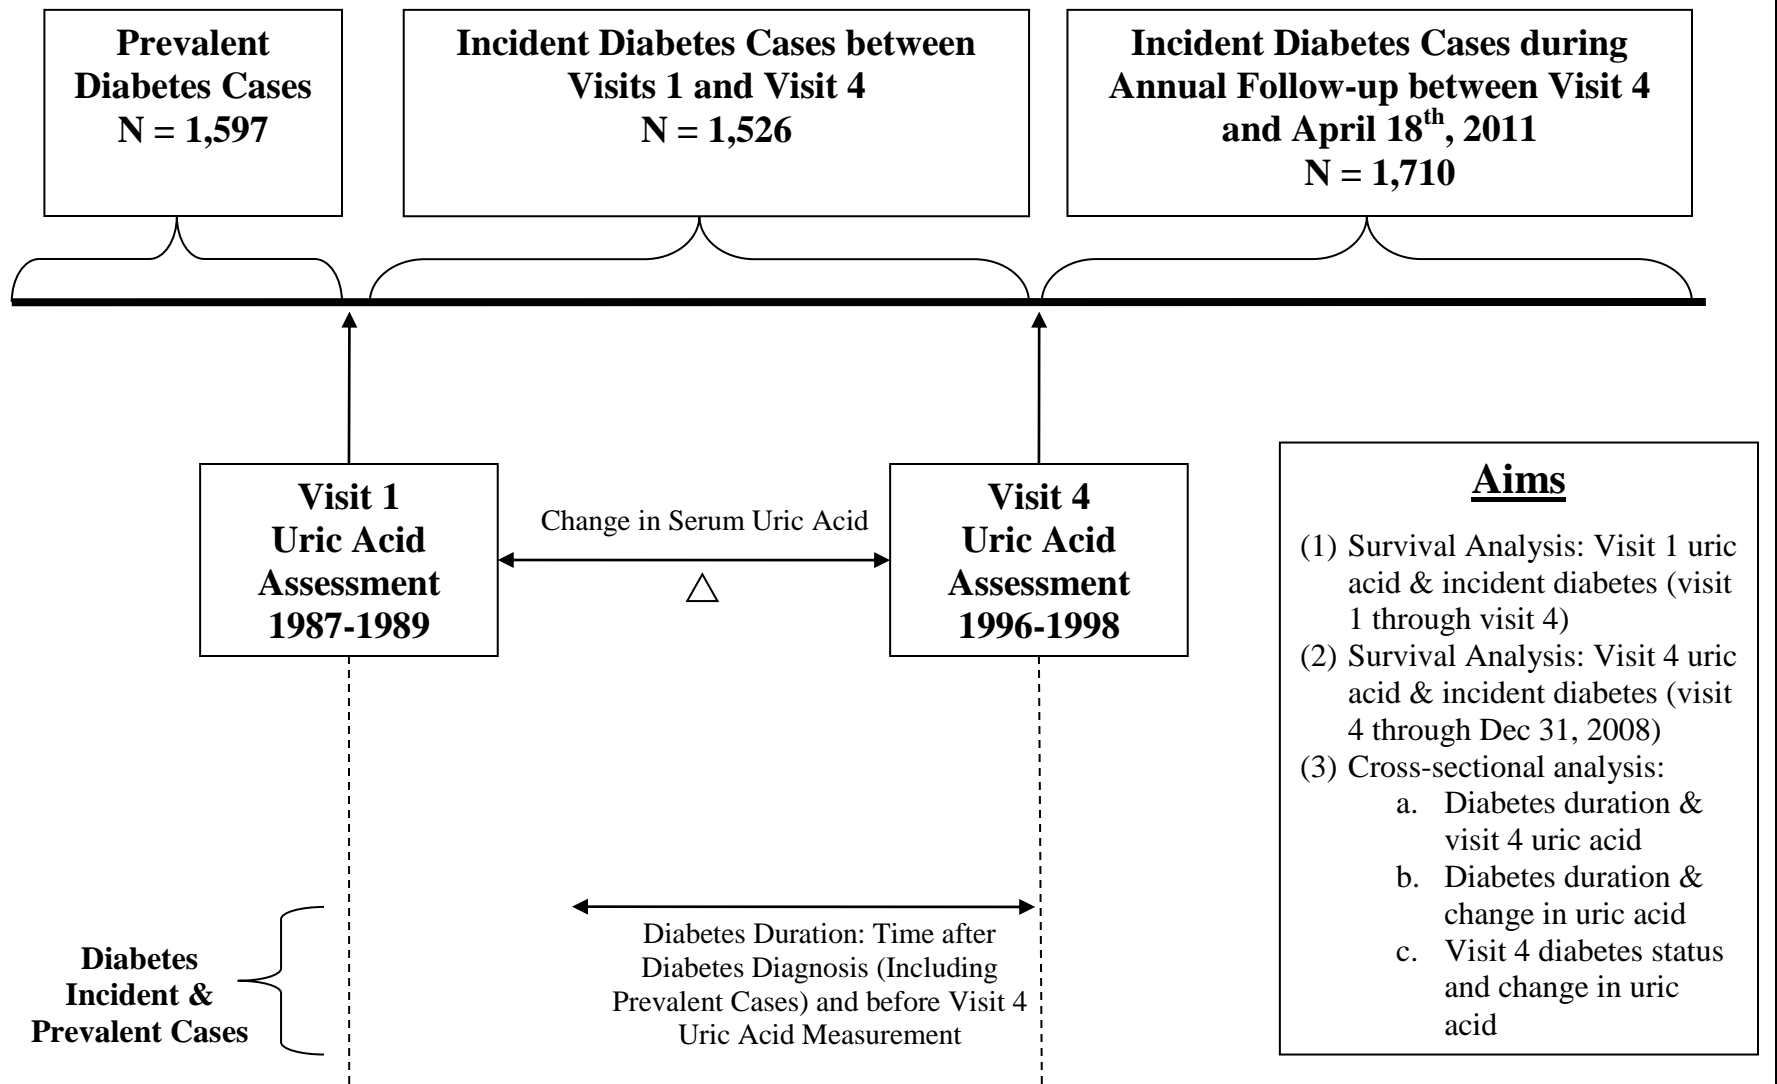 Prevalent
Diabetes Cases
N = 1,597
Incident Diabetes Cases between
Visits 1 and Visit 4
N = 1,526
Incident Diabetes Cases during
Annual Follow-up between Visit 4
and April 18th, 2011
N = 1,710
Visit 1
Uric Acid
Assessment
1987-1989
Change in Serum Uric Acid
△
Visit 4
Uric Acid
Assessment
1996-1998
Aims
(1) Survival Analysis: Visit 1 uric
acid & incident diabetes (visit
1 through visit 4)
(2) Survival Analysis: Visit 4 uric
acid & incident diabetes (visit
4 through Dec 31, 2008)
(3) Cross-sectional analysis:
a. Diabetes duration &
visit 4 uric acid
b. Diabetes duration &
change in uric acid
c. Visit 4 diabetes status
and change in uric
acid
Diabetes
Incident &
Prevalent Cases
Diabetes Duration: Time after
Diabetes Diagnosis (Including
Prevalent Cases) and before Visit 4
Uric Acid Measurement